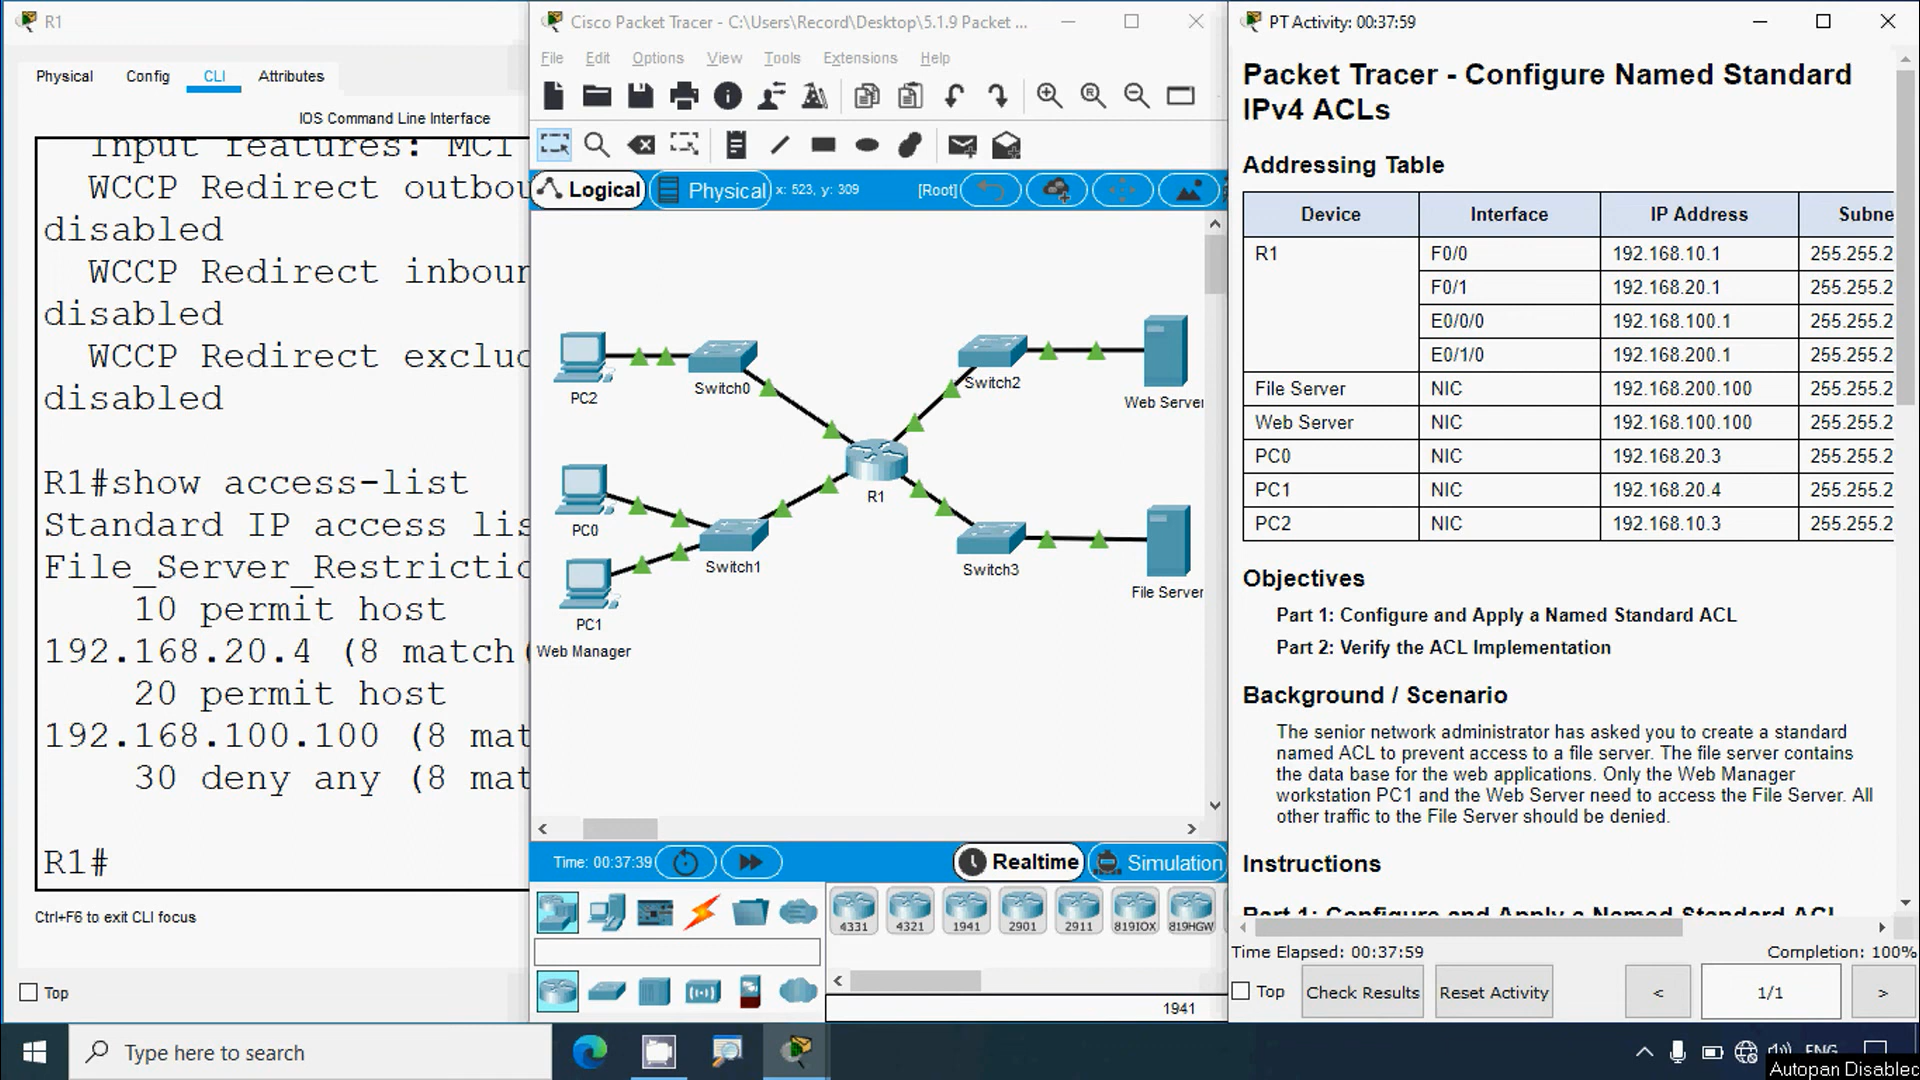 R1
Physical
Config
CLI
Attributes
IOS Command Line Interface
Input features: MCI
WCCP Redirect outbou
disabled
WCCP Redirect inboun
disabled
WCCP Redirect exclud
disabled
R1#show access-list
Standard IP access lis
File_Server_Restrictio
10 permit host
192.168.20.4 (8 match(
20 permit host
192.168.100.100 (8 mat
30 deny any (8 mat
R1#
Ctrl+F6 to exit CLI focus
Top
Cisco Packet Tracer - C:\Users\Record\Desktop\5.1.9 Packet ...
File Edit Options View Tools Extensions Help
Logical
Physical
x: 523, y: 309
[Root]
PC2
Switch0
Switch2
Web Server
R1
PC0
Switch1
Switch3
File Server
PC1
Web Manager
Time: 00:37:39
Realtime
Simulation
4331 4321 1941 2901 2911 819IOX 819HGW
1941
PT Activity: 00:37:59
Packet Tracer - Configure Named Standard
IPv4 ACLs
Addressing Table
Device Interface IP Address Subne
R1 F0/0 192.168.10.1 255.255.2
F0/1 192.168.20.1 255.255.2
E0/0/0 192.168.100.1 255.255.2
E0/1/0 192.168.200.1 255.255.2
File Server NIC 192.168.200.100 255.255.2
Web Server NIC 192.168.100.100 255.255.2
PC0 NIC 192.168.20.3 255.255.2
PC1 NIC 192.168.20.4 255.255.2
PC2 NIC 192.168.10.3 255.255.2
Objectives
Part 1: Configure and Apply a Named Standard ACL
Part 2: Verify the ACL Implementation
Background / Scenario
The senior network administrator has asked you to create a standard
named ACL to prevent access to a file server. The file server contains
the data base for the web applications. Only the Web Manager
workstation PC1 and the Web Server need to access the File Server. All
other traffic to the File Server should be denied.
Instructions
Part 1: Configure and Apply a Named Standard ACL
Time Elapsed: 00:37:59
Completion: 100%
Top
Check Results
Reset Activity
<
1/1
>
Type here to search
ENG
Autopan Disabled